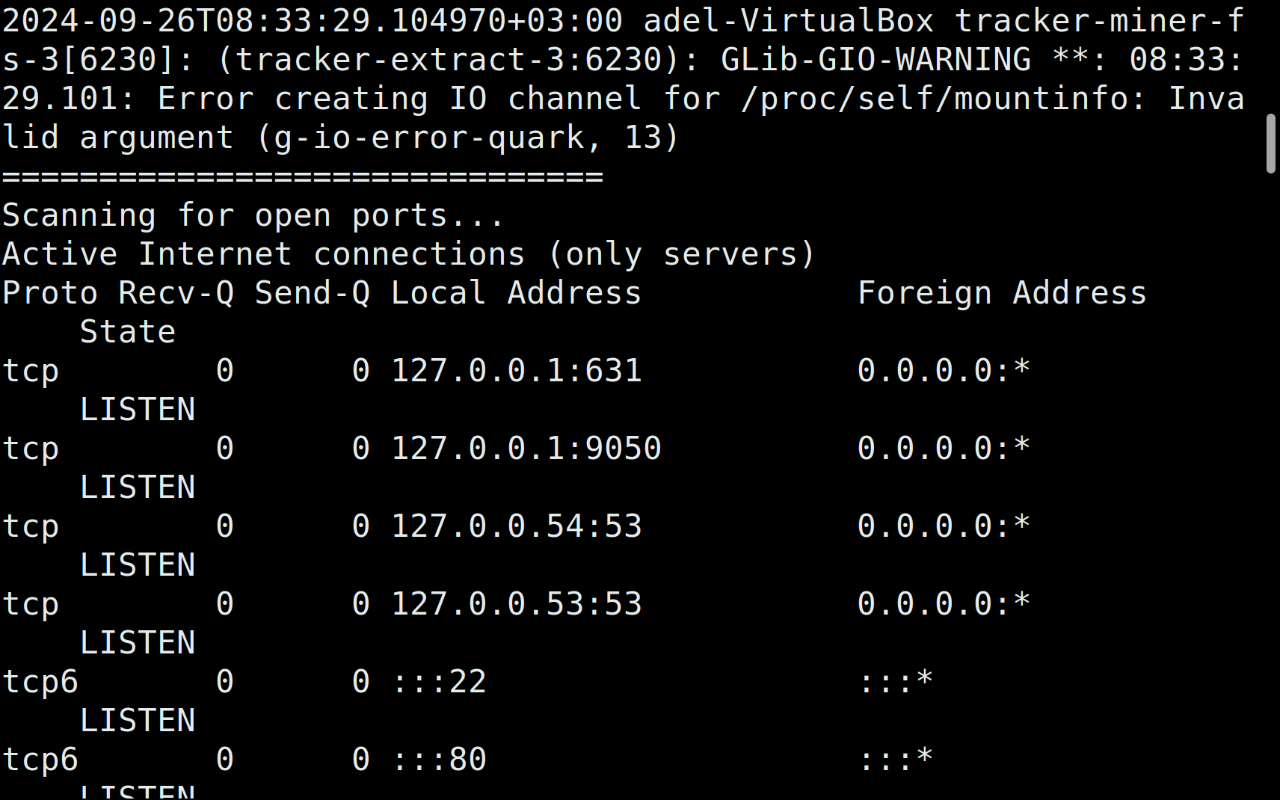 2024-09-26T08:33:29.104970+03:00 adel-VirtualBox tracker-miner-f
s-3[6230]: (tracker-extract-3:6230): GLib-GIO-WARNING **: 08:33:
29.101: Error creating IO channel for /proc/self/mountinfo: Inva
lid argument (g-io-error-quark, 13)
===============================
Scanning for open ports...
Active Internet connections (only servers)
Proto Recv-Q Send-Q Local Address           Foreign Address
    State
tcp        0      0 127.0.0.1:631           0.0.0.0:*
    LISTEN
tcp        0      0 127.0.0.1:9050          0.0.0.0:*
    LISTEN
tcp        0      0 127.0.0.54:53           0.0.0.0:*
    LISTEN
tcp        0      0 127.0.0.53:53           0.0.0.0:*
    LISTEN
tcp6       0      0 :::22                   :::*
    LISTEN
tcp6       0      0 :::80                   :::*
    LISTEN